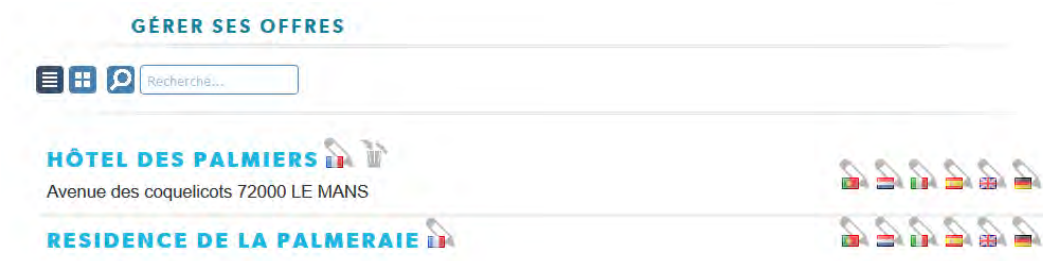 GÉRER SES OFFRES
Recherche...
HÔTEL DES PALMIERS
Avenue des coquelicots 72000 LE MANS
RESIDENCE DE LA PALMERAIE